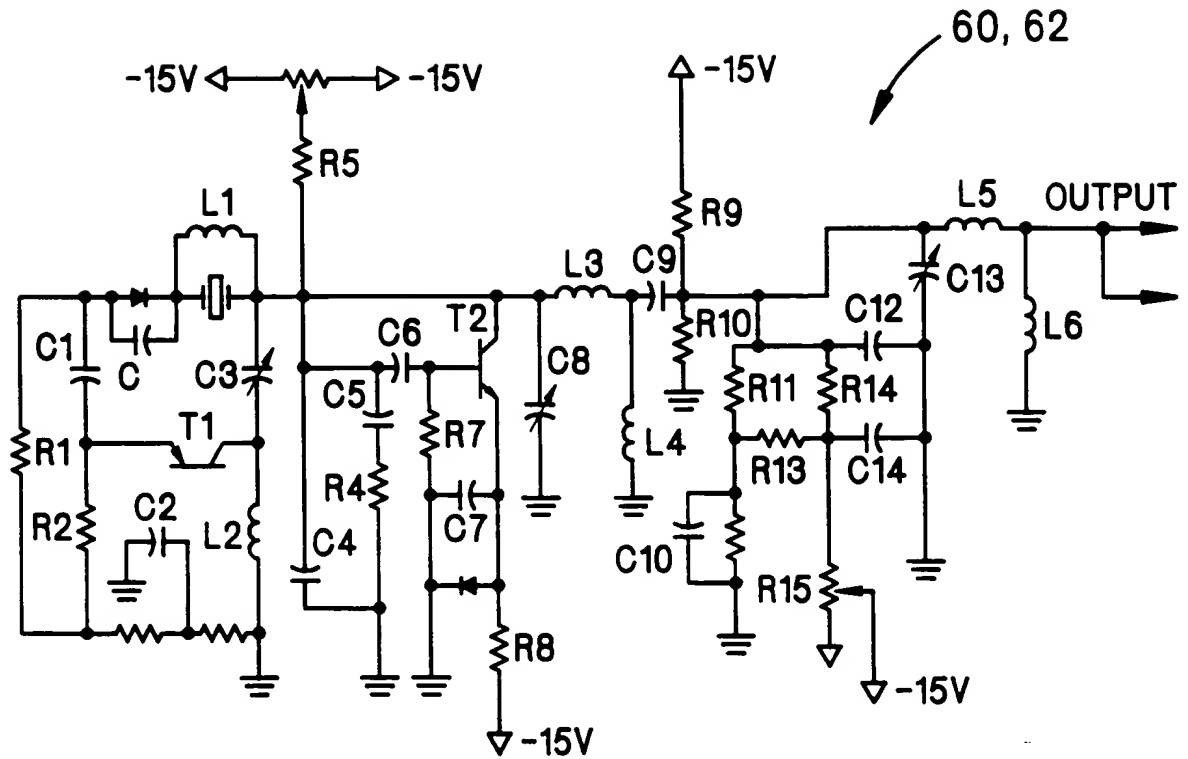 60, 62
-15V
-15V
-15V
R5
L1
R9
L5
OUTPUT
L3
C9
C13
T2
R10
C12
L6
C1
C
C3
C6
C8
C5
R11
R14
T1
R1
R7
L4
R13
C14
R4
R2
C2
L2
C7
C4
C10
R15
R8
-15V
-15V